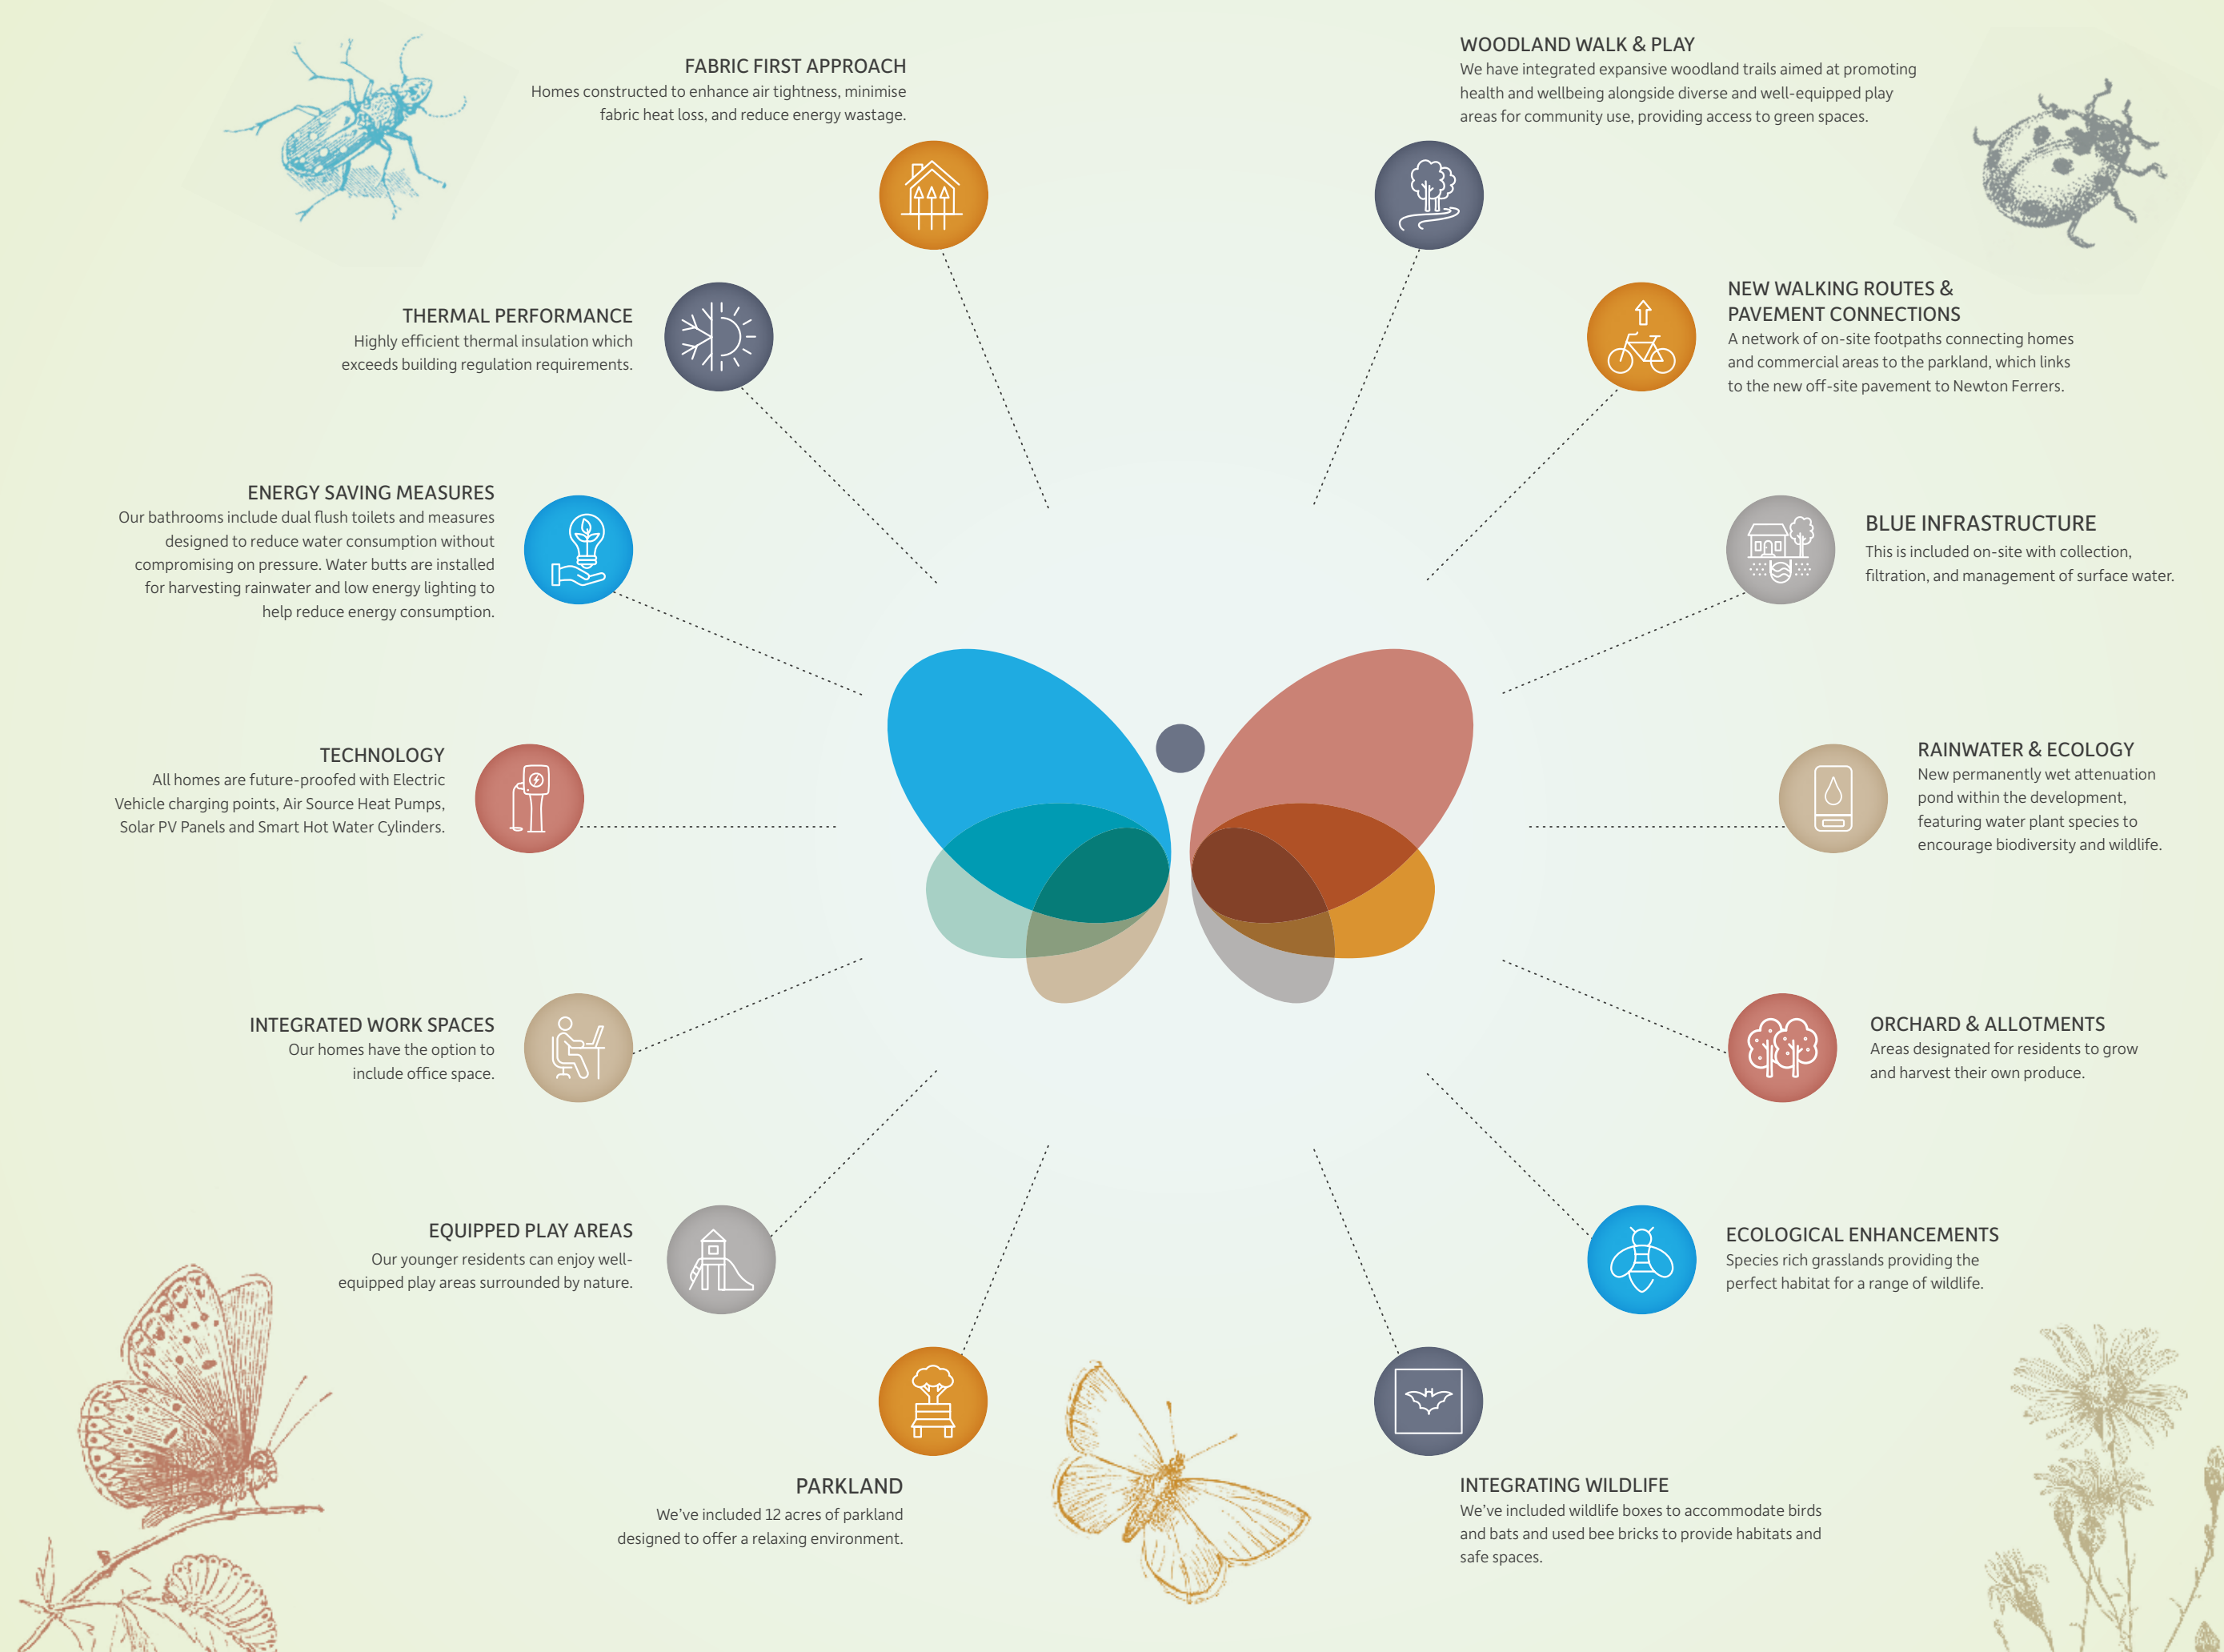 FABRIC FIRST APPROACH
Homes constructed to enhance air tightness, minimise
fabric heat loss, and reduce energy wastage.
THERMAL PERFORMANCE
Highly efficient thermal insulation which
exceeds building regulation requirements.
ENERGY SAVING MEASURES
Our bathrooms include dual flush toilets and measures
designed to reduce water consumption without
compromising on pressure. Water butts are installed
for harvesting rainwater and low energy lighting to
help reduce energy consumption.
TECHNOLOGY
All homes are future-proofed with Electric
Vehicle charging points, Air Source Heat Pumps,
Solar PV Panels and Smart Hot Water Cylinders.
INTEGRATED WORK SPACES
Our homes have the option to
include office space.
EQUIPPED PLAY AREAS
Our younger residents can enjoy well-
equipped play areas surrounded by nature.
PARKLAND
We've included 12 acres of parkland
designed to offer a relaxing environment.
WOODLAND WALK & PLAY
We have integrated expansive woodland trails aimed at promoting
health and wellbeing alongside diverse and well-equipped play
areas for community use, providing access to green spaces.
NEW WALKING ROUTES &
PAVEMENT CONNECTIONS
A network of on-site footpaths connecting homes
and commercial areas to the parkland, which links
to the new off-site pavement to Newton Ferrers.
BLUE INFRASTRUCTURE
This is included on-site with collection,
filtration, and management of surface water.
RAINWATER & ECOLOGY
New permanently wet attenuation
pond within the development,
featuring water plant species to
encourage biodiversity and wildlife.
ORCHARD & ALLOTMENTS
Areas designated for residents to grow
and harvest their own produce.
ECOLOGICAL ENHANCEMENTS
Species rich grasslands providing the
perfect habitat for a range of wildlife.
INTEGRATING WILDLIFE
We've included wildlife boxes to accommodate birds
and bats and used bee bricks to provide habitats and
safe spaces.